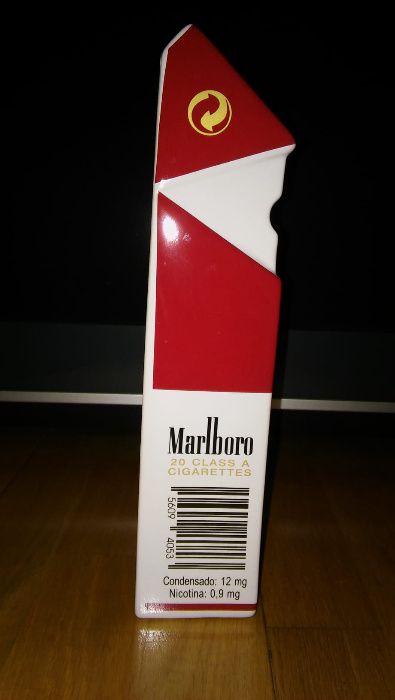 Marlboro
20 CLASS A
CIGARETTES
5609 4053
Condensado: 12 mg
Nicotina: 0,9 mg